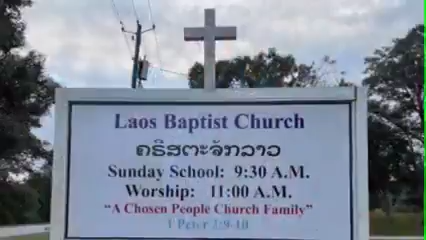 Laos Baptist Church
ຄຣິສຕະຈັກລາວ
Sunday School: 9:30 A.M.
Worship: 11:00 A.M.
“A Chosen People Church Family”
1 Peter 2:9-10